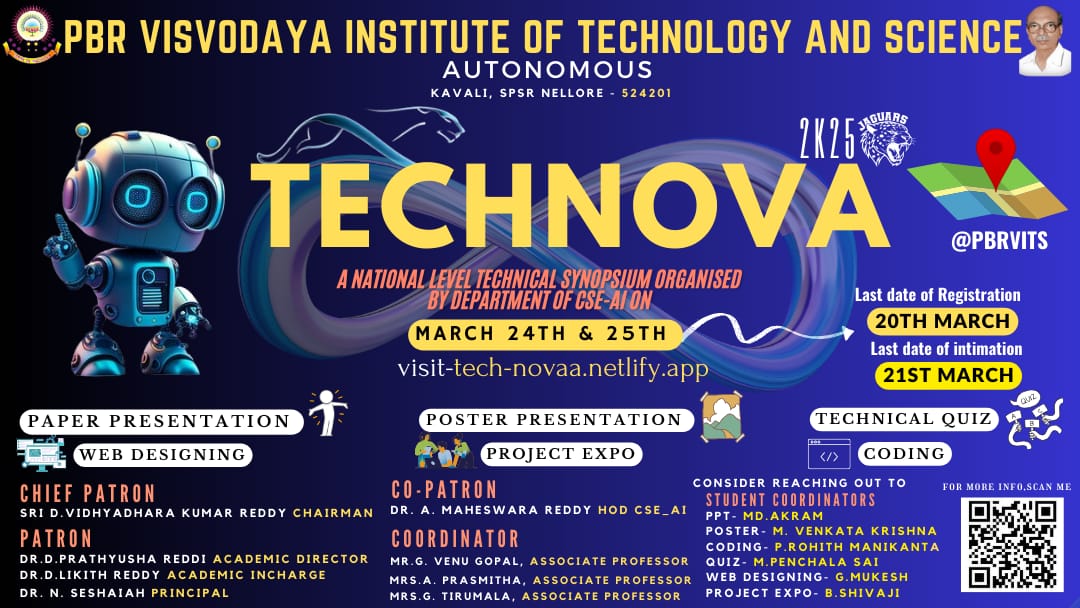 PBR VISVODAYA INSTITUTE OF TECHNOLOGY AND SCIENCE
AUTONOMOUS
KAVALI, SPSR NELLORE - 524201
2K25
JAGUARS
TECHNOVA
@PBRVITS
A NATIONAL LEVEL TECHNICAL SYNOPSIUM ORGANISED
BY DEPARTMENT OF CSE-AI ON
MARCH 24TH & 25TH
visit-tech-novaa.netlify.app
Last date of Registration
20TH MARCH
Last date of intimation
21ST MARCH
PAPER PRESENTATION
WEB DESIGNING
POSTER PRESENTATION
PROJECT EXPO
TECHNICAL QUIZ
QUIZ
A
B
C
</>
CODING
CHIEF PATRON
SRI D.VIDHYADHARA KUMAR REDDY CHAIRMAN
PATRON
DR.D.PRATHYUSHA REDDI ACADEMIC DIRECTOR
DR.D.LIKITH REDDY ACADEMIC INCHARGE
DR. N. SESHAIAH PRINCIPAL
CO-PATRON
DR. A. MAHESWARA REDDY HOD CSE_AI
COORDINATOR
MR.G. VENU GOPAL, ASSOCIATE PROFESSOR
MRS.A. PRASMITHA, ASSOCIATE PROFESSOR
MRS.G. TIRUMALA, ASSOCIATE PROFESSOR
CONSIDER REACHING OUT TO
STUDENT COORDINATORS
PPT- MD.AKRAM
POSTER- M. VENKATA KRISHNA
CODING- P.ROHITH MANIKANTA
QUIZ- M.PENCHALA SAI
WEB DESIGNING- G.MUKESH
PROJECT EXPO- B.SHIVAJI
FOR MORE INFO,SCAN ME